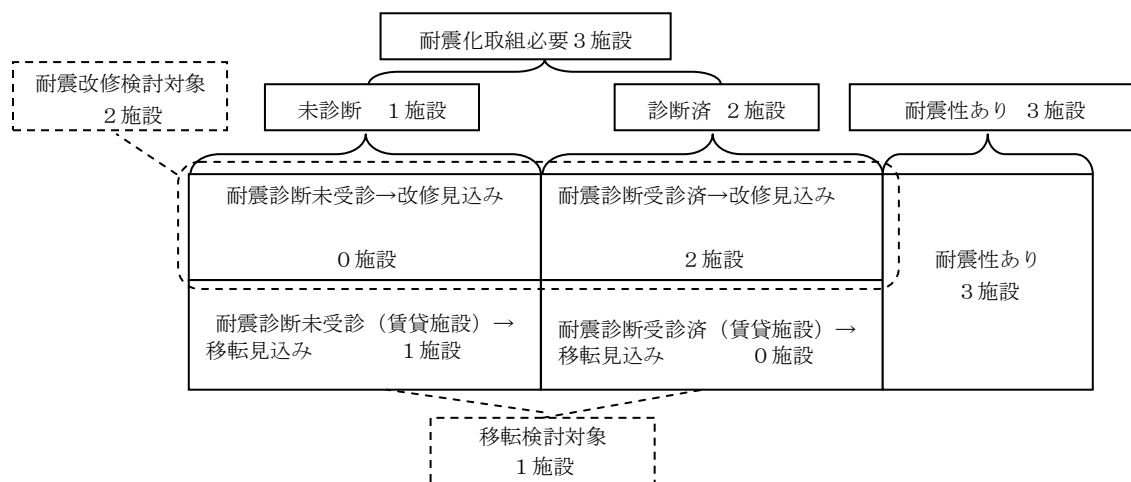 耐震化取組必要３施設
耐震改修検討対象
２施設
未診断　１施設
診断済　２施設
耐震性あり　３施設
耐震診断未受診→改修見込み
０施設
耐震診断受診済→改修見込み
２施設
耐震性あり
３施設
耐震診断未受診（賃貸施設）→
移転見込み　１施設
耐震診断受診済（賃貸施設）→
移転見込み　０施設
移転検討対象
１施設